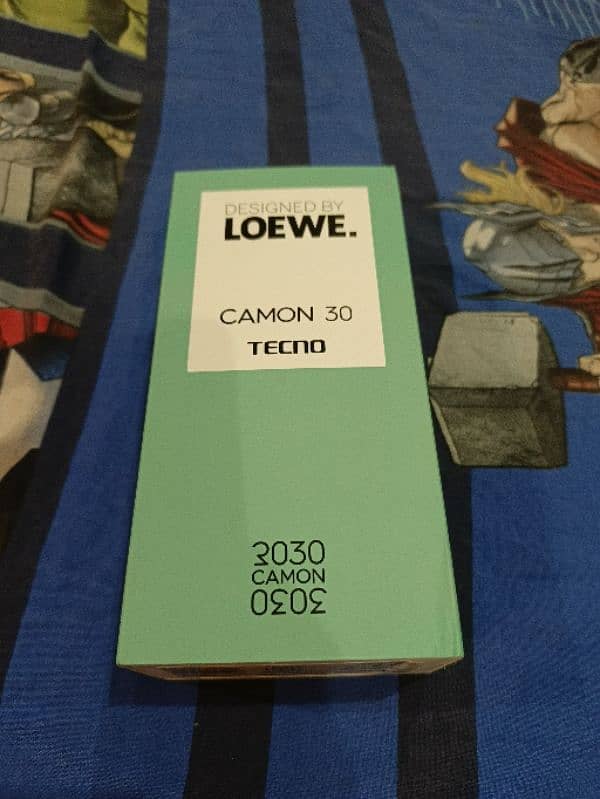 DESIGNED BY
LOEWE.
CAMON 30
TECNO
3030
CAMON
3030